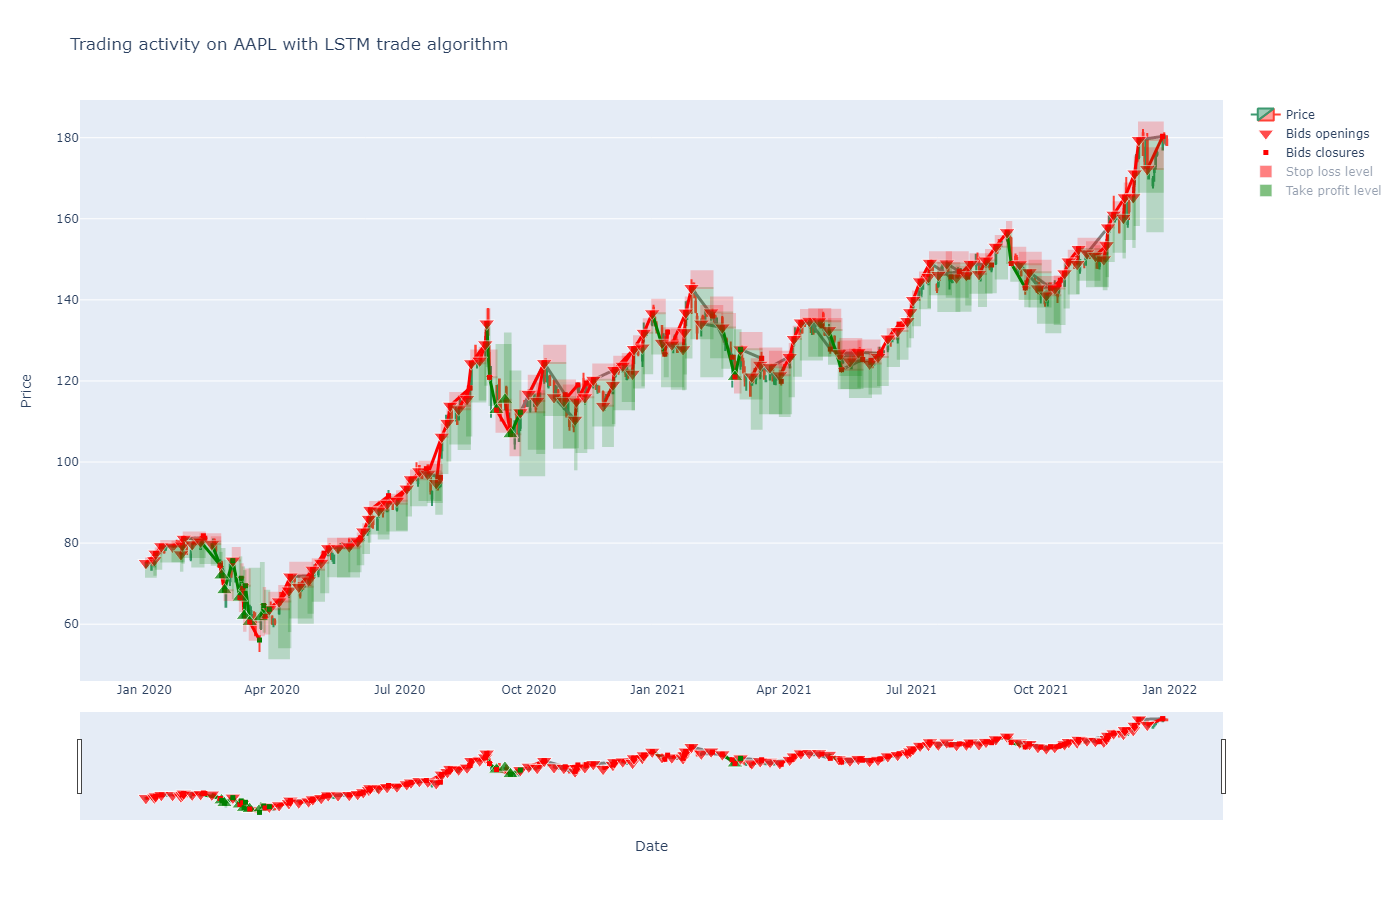 Trading activity on AAPL with LSTM trade algorithm
Price
Bids openings
Bids closures
Stop loss level
Take profit level
180
160
140
120
100
80
60
Price
Jan 2020
Apr 2020
Jul 2020
Oct 2020
Jan 2021
Apr 2021
Jul 2021
Oct 2021
Jan 2022
Date